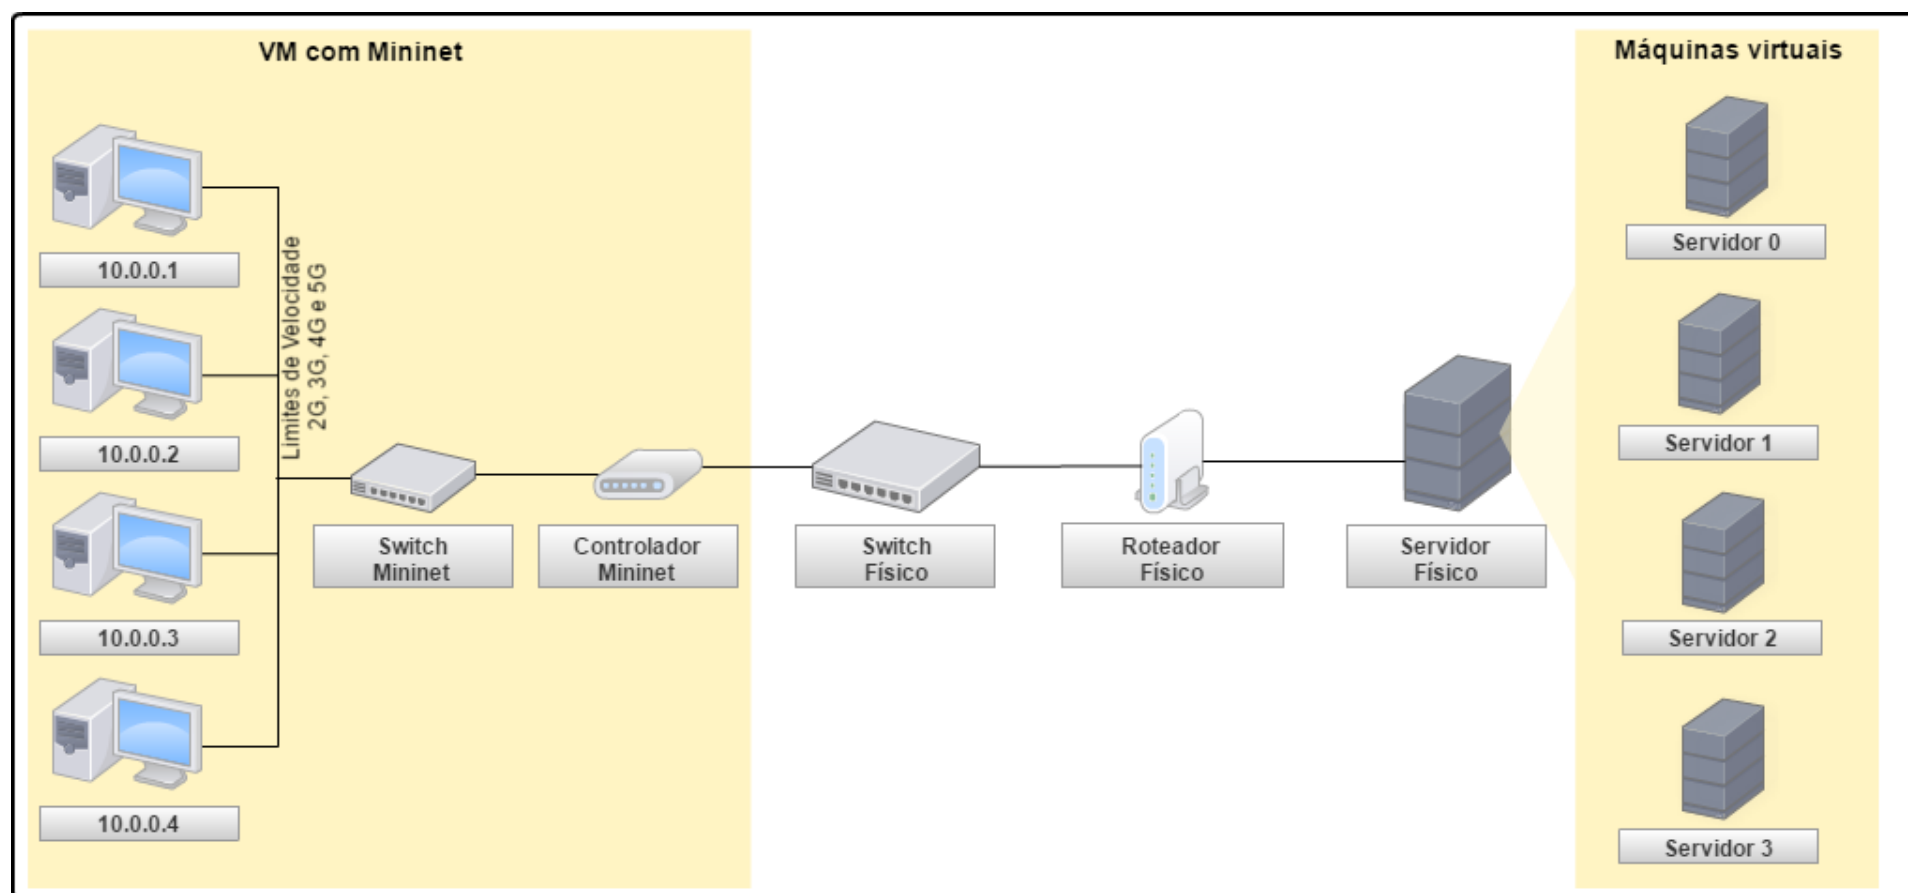 VM com Mininet
10.0.0.1
10.0.0.2
10.0.0.3
10.0.0.4
Limites de Velocidade
2G, 3G, 4G e 5G
Switch
Mininet
Controlador
Mininet
Switch
Físico
Roteador
Físico
Servidor
Físico
Máquinas virtuais
Servidor 0
Servidor 1
Servidor 2
Servidor 3